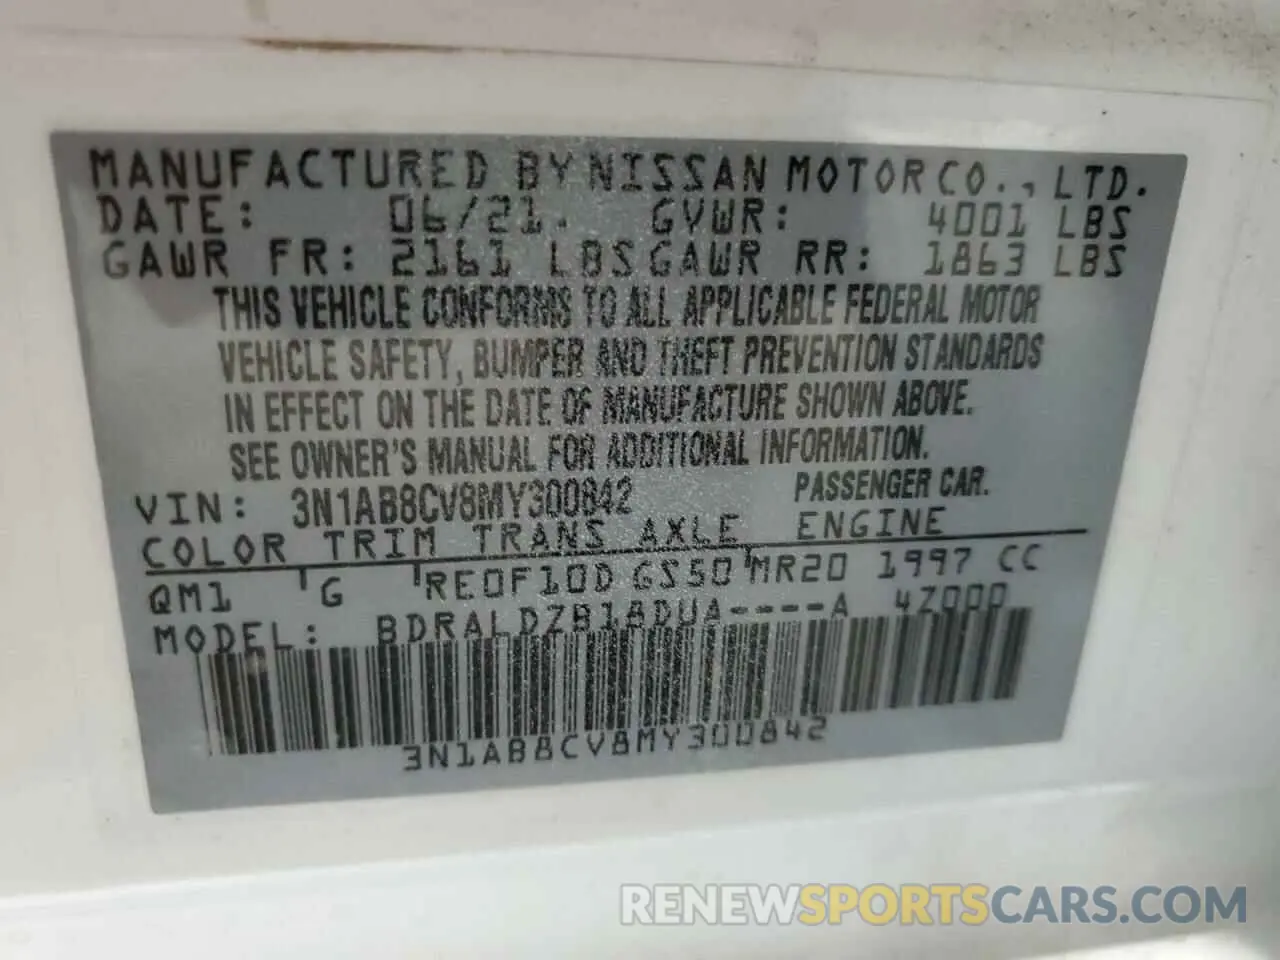 MANUFACTURED BY NISSAN MOTOR CO., LTD.
DATE: 06/21. GVWR: 4001 LBS
GAWR FR: 2161 LBS GAWR RR: 1863 LBS
THIS VEHICLE CONFORMS TO ALL APPLICABLE FEDERAL MOTOR
VEHICLE SAFETY, BUMPER AND THEFT PREVENTION STANDARDS
IN EFFECT ON THE DATE OF MANUFACTURE SHOWN ABOVE.
SEE OWNER'S MANUAL FOR ADDITIONAL INFORMATION.
VIN: 3N1AB8CV8MY300842 PASSENGER CAR.
COLOR TRIM TRANS AXLE ENGINE
QM1 G RE0F10D GS50 MR20 1997 CC
MODEL: BDRALDZB18DUA----A 4Z000
3N1AB8CV8MY300842
RENEWSPORTSCARS.COM